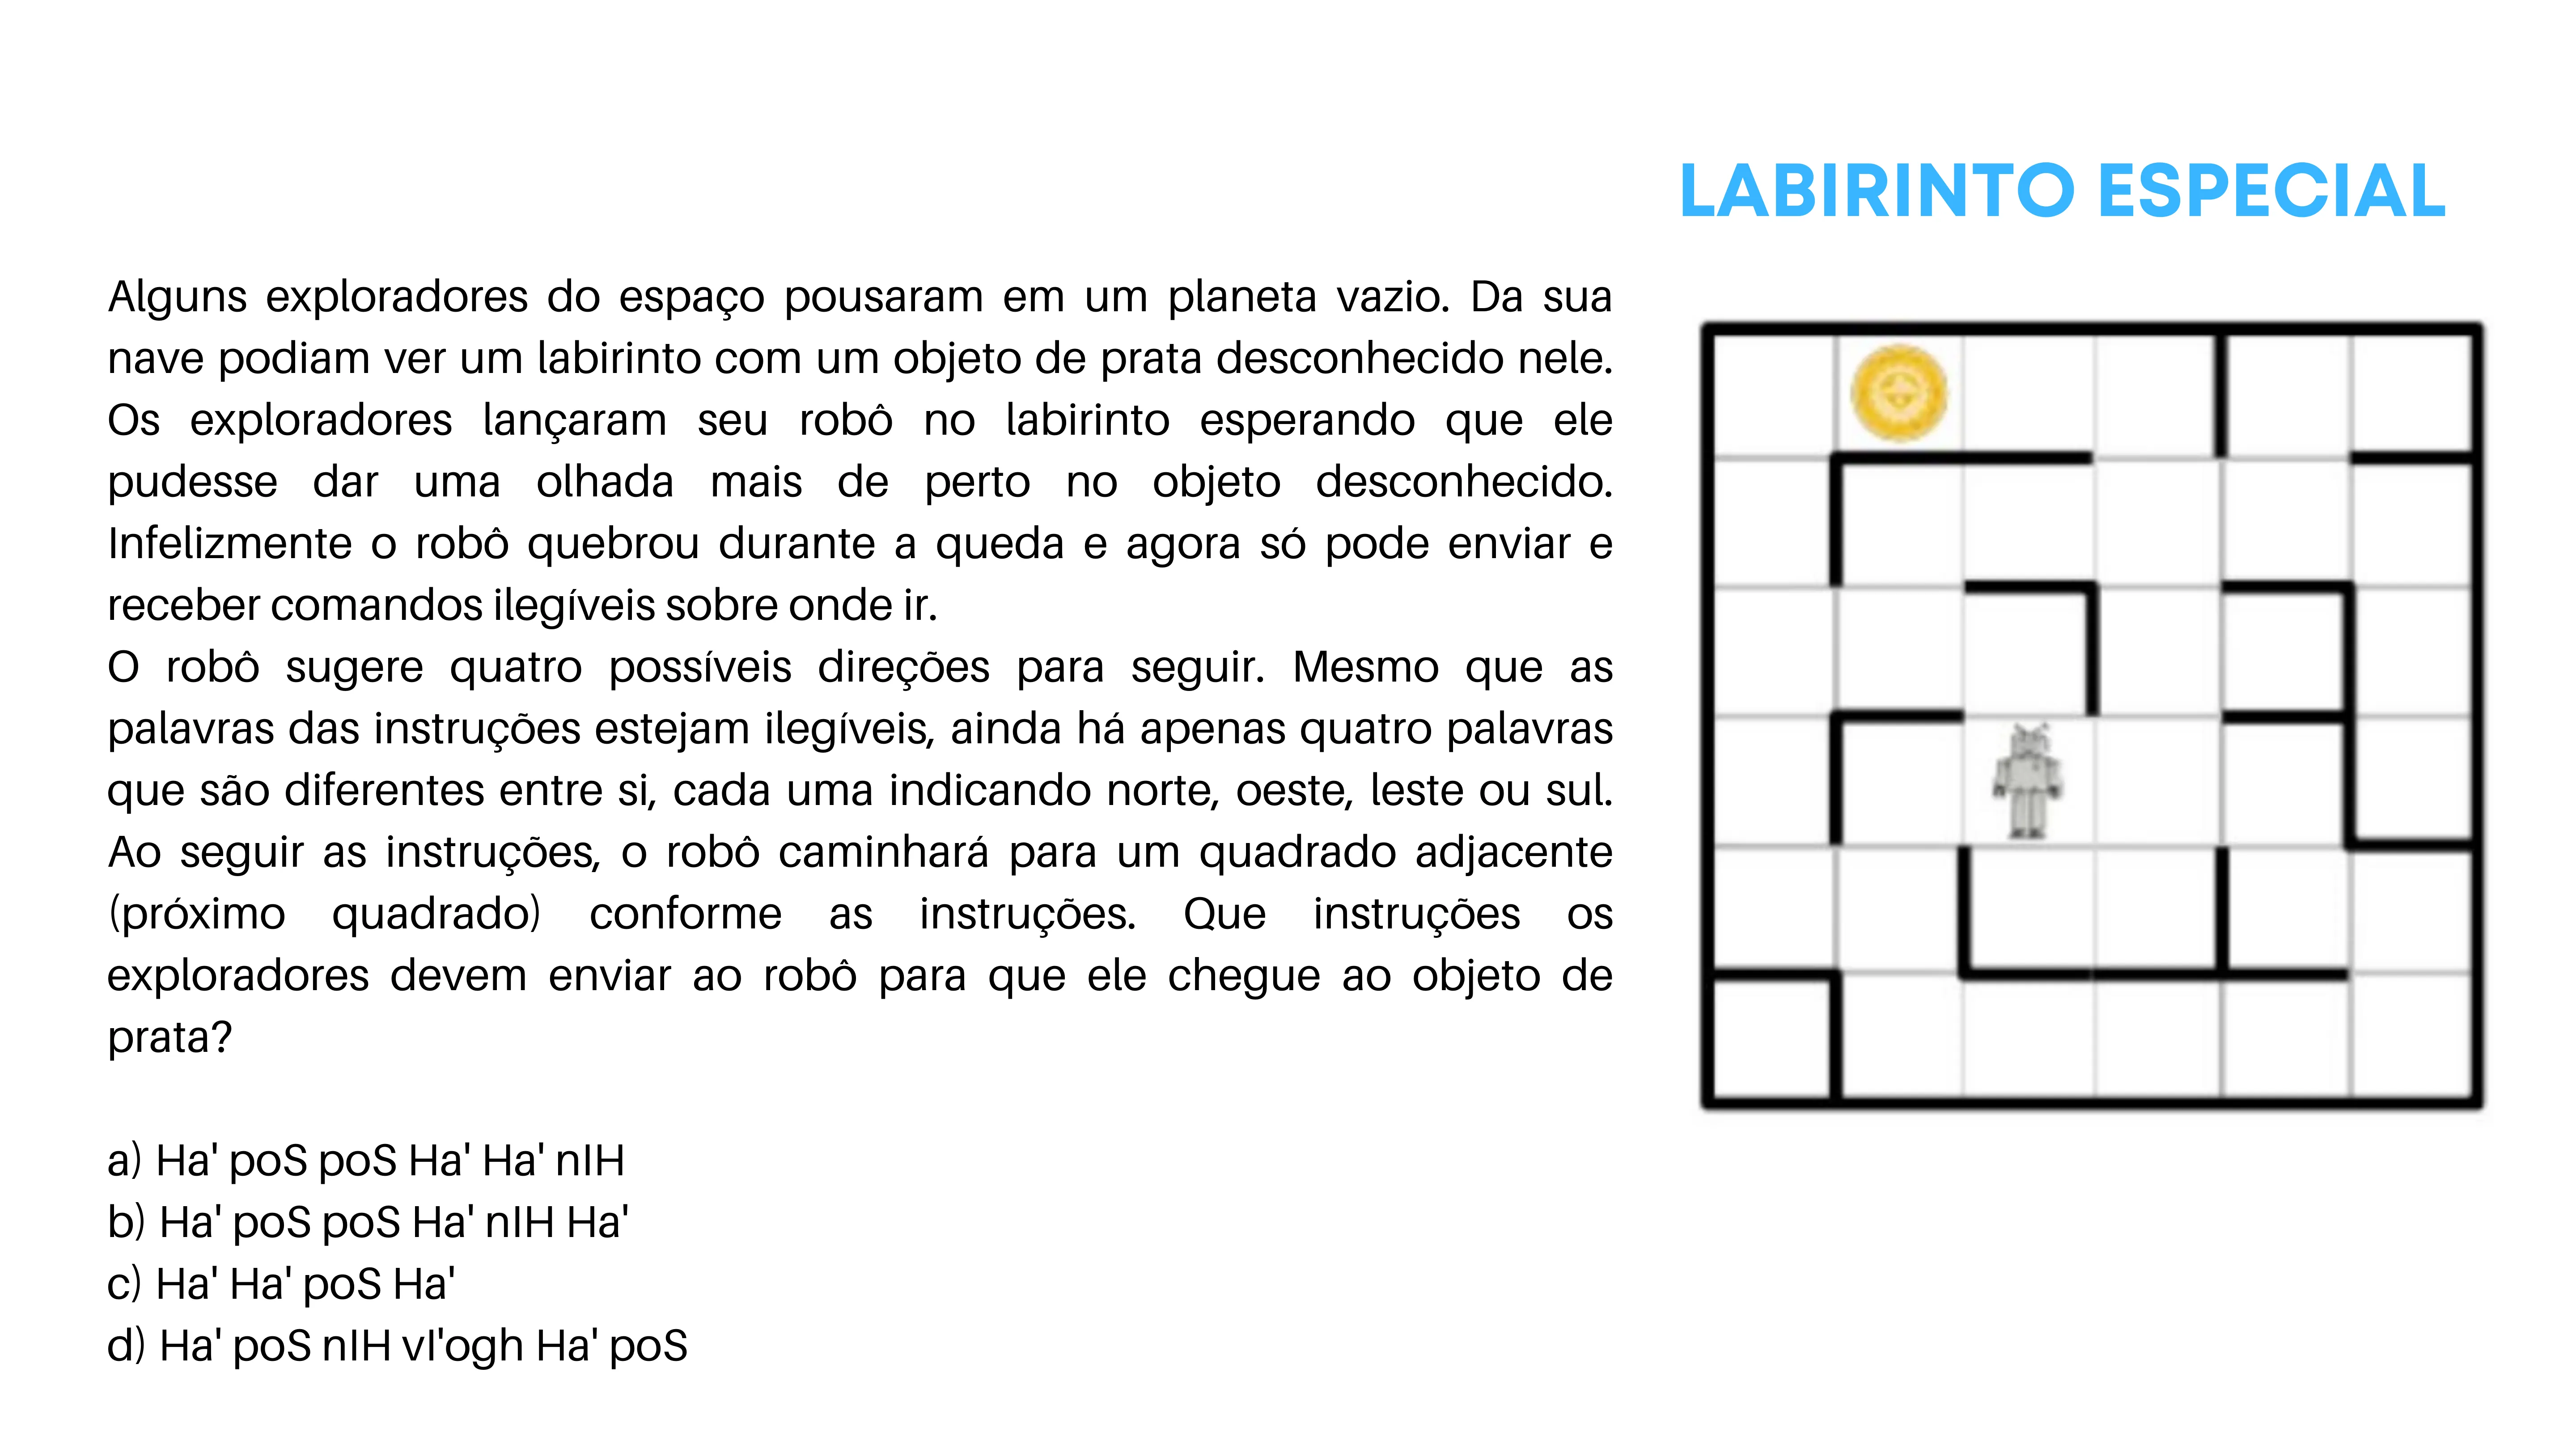 LABIRINTO ESPECIAL
Alguns exploradores do espaço pousaram em um planeta vazio. Da sua
nave podiam ver um labirinto com um objeto de prata desconhecido nele.
Os exploradores lançaram seu robô no labirinto esperando que ele
pudesse dar uma olhada mais de perto no objeto desconhecido.
Infelizmente o robô quebrou durante a queda e agora só pode enviar e
receber comandos ilegíveis sobre onde ir.
O robô sugere quatro possíveis direções para seguir. Mesmo que as
palavras das instruções estejam ilegíveis, ainda há apenas quatro palavras
que são diferentes entre si, cada uma indicando norte, oeste, leste ou sul.
Ao seguir as instruções, o robô caminhará para um quadrado adjacente
(próximo quadrado) conforme as instruções. Que instruções os
exploradores devem enviar ao robô para que ele chegue ao objeto de
prata?
a) Ha' poS poS Ha' Ha' nIH
b) Ha' poS poS Ha' nIH Ha'
c) Ha' Ha' poS Ha'
d) Ha' poS nIH vI'ogh Ha' poS